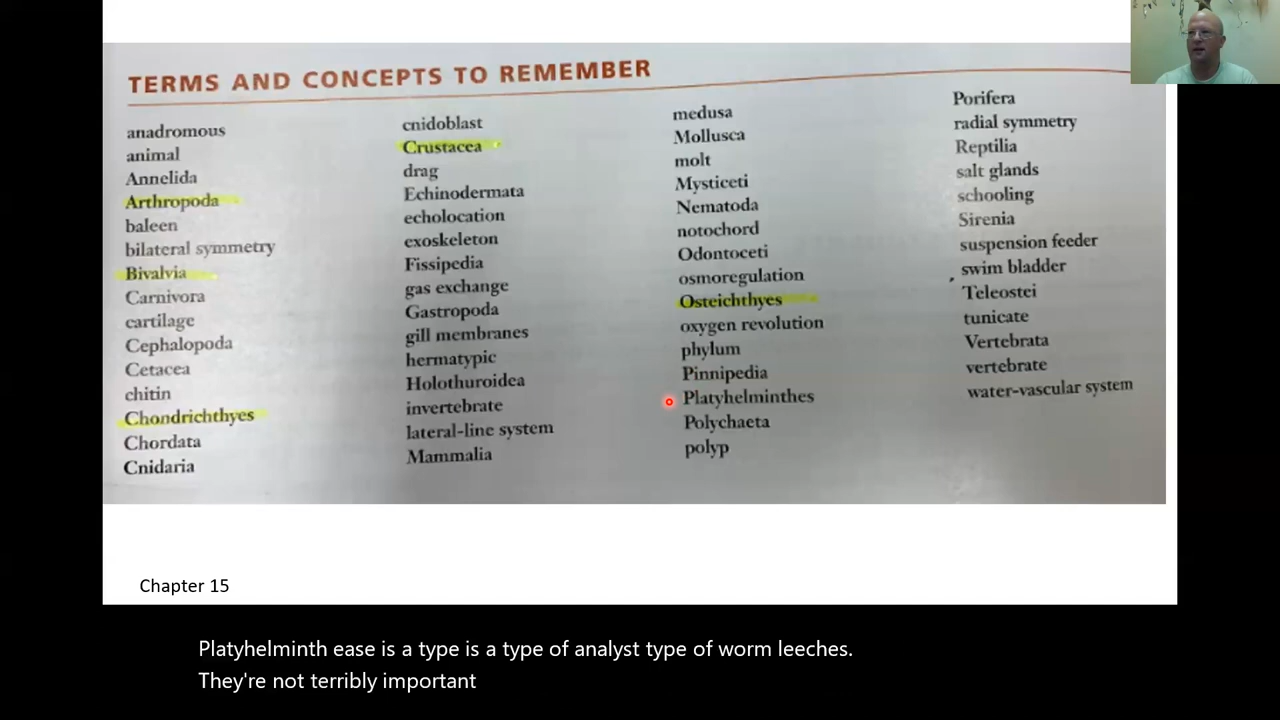 TERMS AND CONCEPTS TO REMEMBER
anadromous
animal
Annelida
Arthropoda
baleen
bilateral symmetry
Bivalvia
Carnivora
cartilage
Cephalopoda
Cetacea
chitin
Chondrichthyes
Chordata
Cnidaria
cnidoblast
Crustacea
drag
Echinodermata
echolocation
exoskeleton
Fissipedia
gas exchange
Gastropoda
gill membranes
hermatypic
Holothuroidea
invertebrate
lateral-line system
Mammalia
medusa
Mollusca
molt
Mysticeti
Nematoda
notochord
Odontoceti
osmoregulation
Osteichthyes
oxygen revolution
phylum
Pinnipedia
Platyhelminthes
Polychaeta
polyp
Porifera
radial symmetry
Reptilia
salt glands
schooling
Sirenia
suspension feeder
swim bladder
Teleostei
tunicate
Vertebrata
vertebrate
water-vascular system
Chapter 15
Platyhelminth ease is a type is a type of analyst type of worm leeches.
They're not terribly important